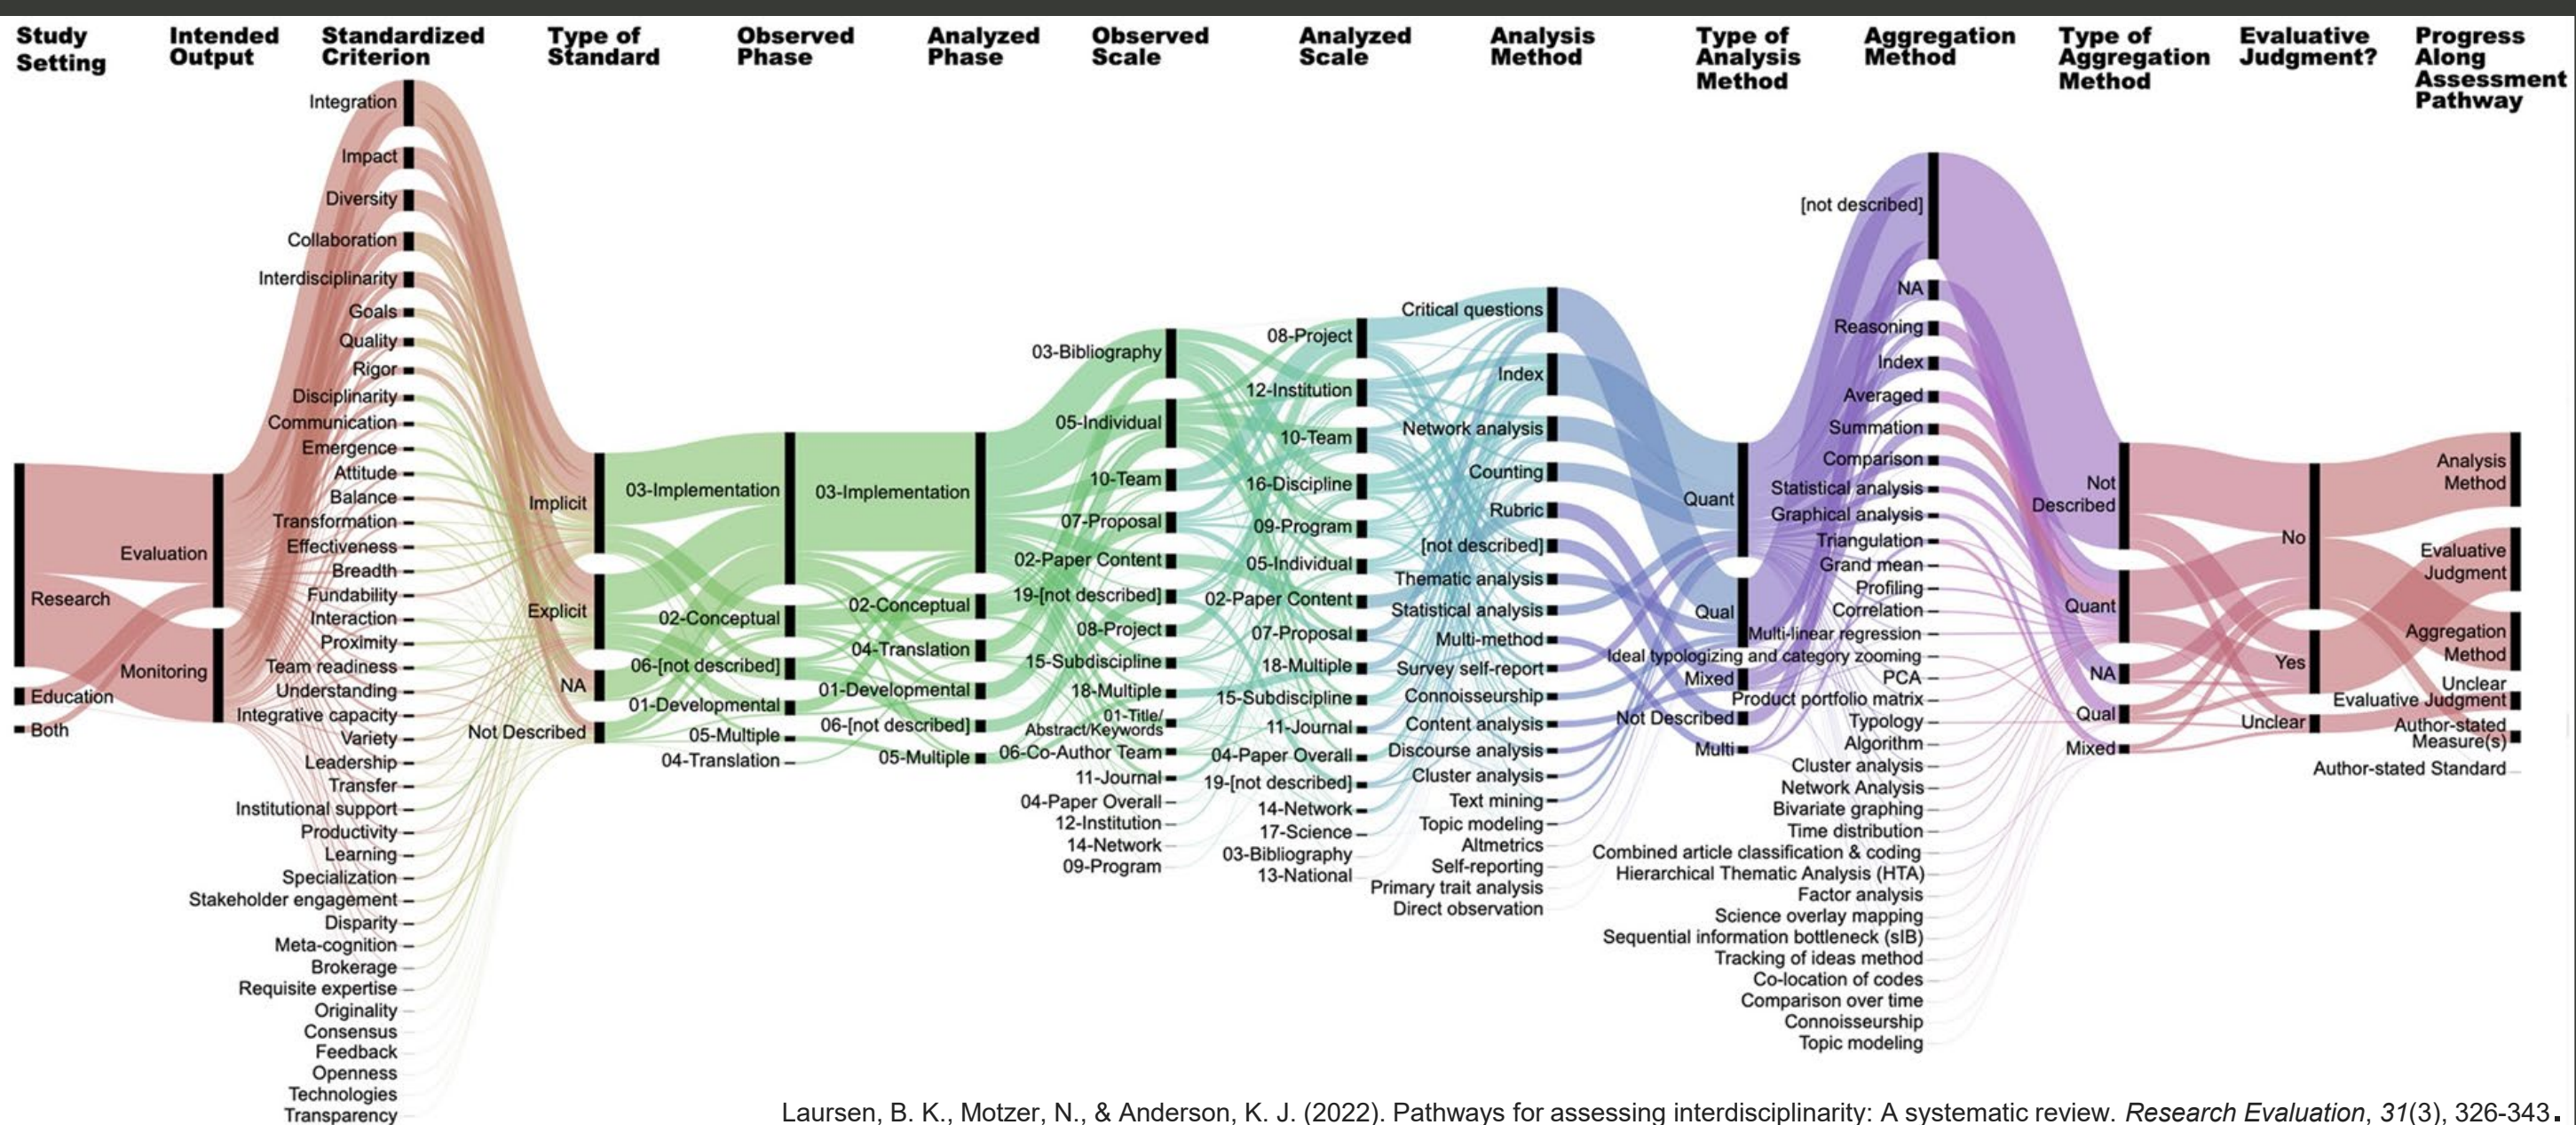 Study
Setting
Intended
Output
Standardized
Criterion
Type of
Standard
Observed
Phase
Analyzed
Phase
Observed
Scale
Analyzed
Scale
Analysis
Method
Type of
Analysis
Method
Aggregation
Method
Type of
Aggregation
Method
Evaluative
Judgment?
Progress
Along
Assessment
Pathway
Research
Education
Both
Evaluation
Monitoring
Integration
Impact
Diversity
Collaboration
Interdisciplinarity
Goals
Quality
Rigor
Disciplinarity
Communication
Emergence
Attitude
Balance
Transformation
Effectiveness
Breadth
Fundability
Interaction
Proximity
Team readiness
Understanding
Integrative capacity
Variety
Leadership
Transfer
Institutional support
Productivity
Learning
Specialization
Stakeholder engagement
Disparity
Meta-cognition
Brokerage
Requisite expertise
Originality
Consensus
Feedback
Openness
Technologies
Transparency
Implicit
Explicit
NA
Not Described
03-Implementation
02-Conceptual
06-[not described]
01-Developmental
05-Multiple
04-Translation
03-Implementation
02-Conceptual
04-Translation
01-Developmental
06-[not described]
05-Multiple
03-Bibliography
05-Individual
10-Team
07-Proposal
02-Paper Content
19-[not described]
08-Project
15-Subdiscipline
18-Multiple
01-Title/
Abstract/Keywords
06-Co-Author Team
11-Journal
04-Paper Overall
12-Institution
14-Network
09-Program
08-Project
12-Institution
10-Team
16-Discipline
09-Program
05-Individual
02-Paper Content
07-Proposal
18-Multiple
15-Subdiscipline
11-Journal
04-Paper Overall
19-[not described]
14-Network
17-Science
03-Bibliography
13-National
Critical questions
Index
Network analysis
Counting
Rubric
[not described]
Thematic analysis
Statistical analysis
Multi-method
Survey self-report
Connoisseurship
Content analysis
Discourse analysis
Cluster analysis
Text mining
Topic modeling
Altmetrics
Self-reporting
Primary trait analysis
Direct observation
Quant
Qual
Mixed
Not Described
Multi
[not described]
NA
Reasoning
Index
Averaged
Summation
Comparison
Statistical analysis
Graphical analysis
Triangulation
Grand mean
Profiling
Correlation
Multi-linear regression
Ideal typologizing and category zooming
PCA
Product portfolio matrix
Typology
Algorithm
Cluster analysis
Network Analysis
Bivariate graphing
Time distribution
Combined article classification & coding
Hierarchical Thematic Analysis (HTA)
Factor analysis
Science overlay mapping
Sequential information bottleneck (sIB)
Tracking of ideas method
Co-location of codes
Comparison over time
Connoisseurship
Topic modeling
Not
Described
Quant
NA
Qual
Mixed
No
Yes
Unclear
Analysis
Method
Evaluative
Judgment
Aggregation
Method
Unclear
Evaluative Judgment
Author-stated
Measure(s)
Author-stated Standard
Laursen, B. K., Motzer, N., & Anderson, K. J. (2022). Pathways for assessing interdisciplinarity: A systematic review. Research Evaluation, 31(3), 326-343.